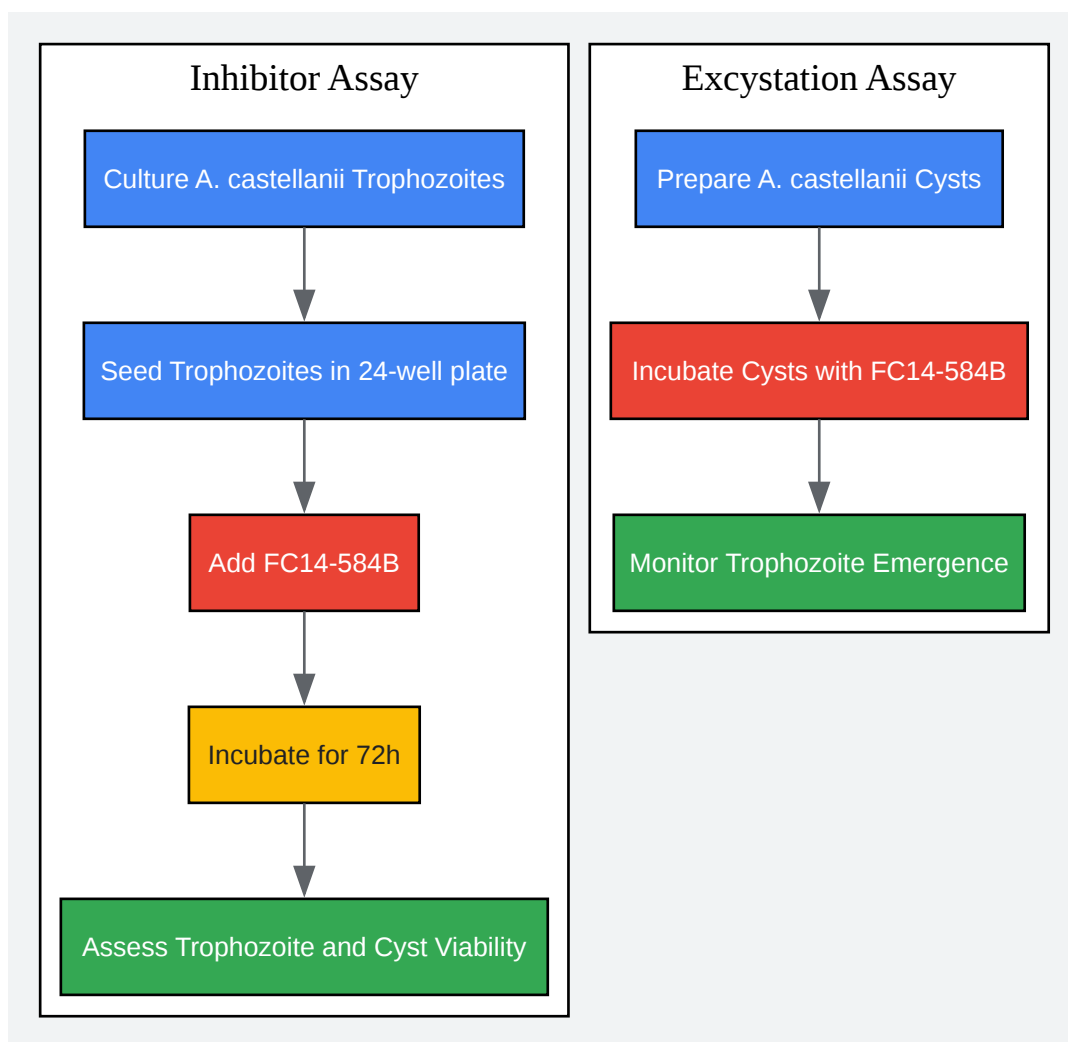 Inhibitor Assay
Culture A. castellanii Trophozoites
Seed Trophozoites in 24-well plate
Add FC14-584B
Incubate for 72h
Assess Trophozoite and Cyst Viability
Excystation Assay
Prepare A. castellanii Cysts
Incubate Cysts with FC14-584B
Monitor Trophozoite Emergence